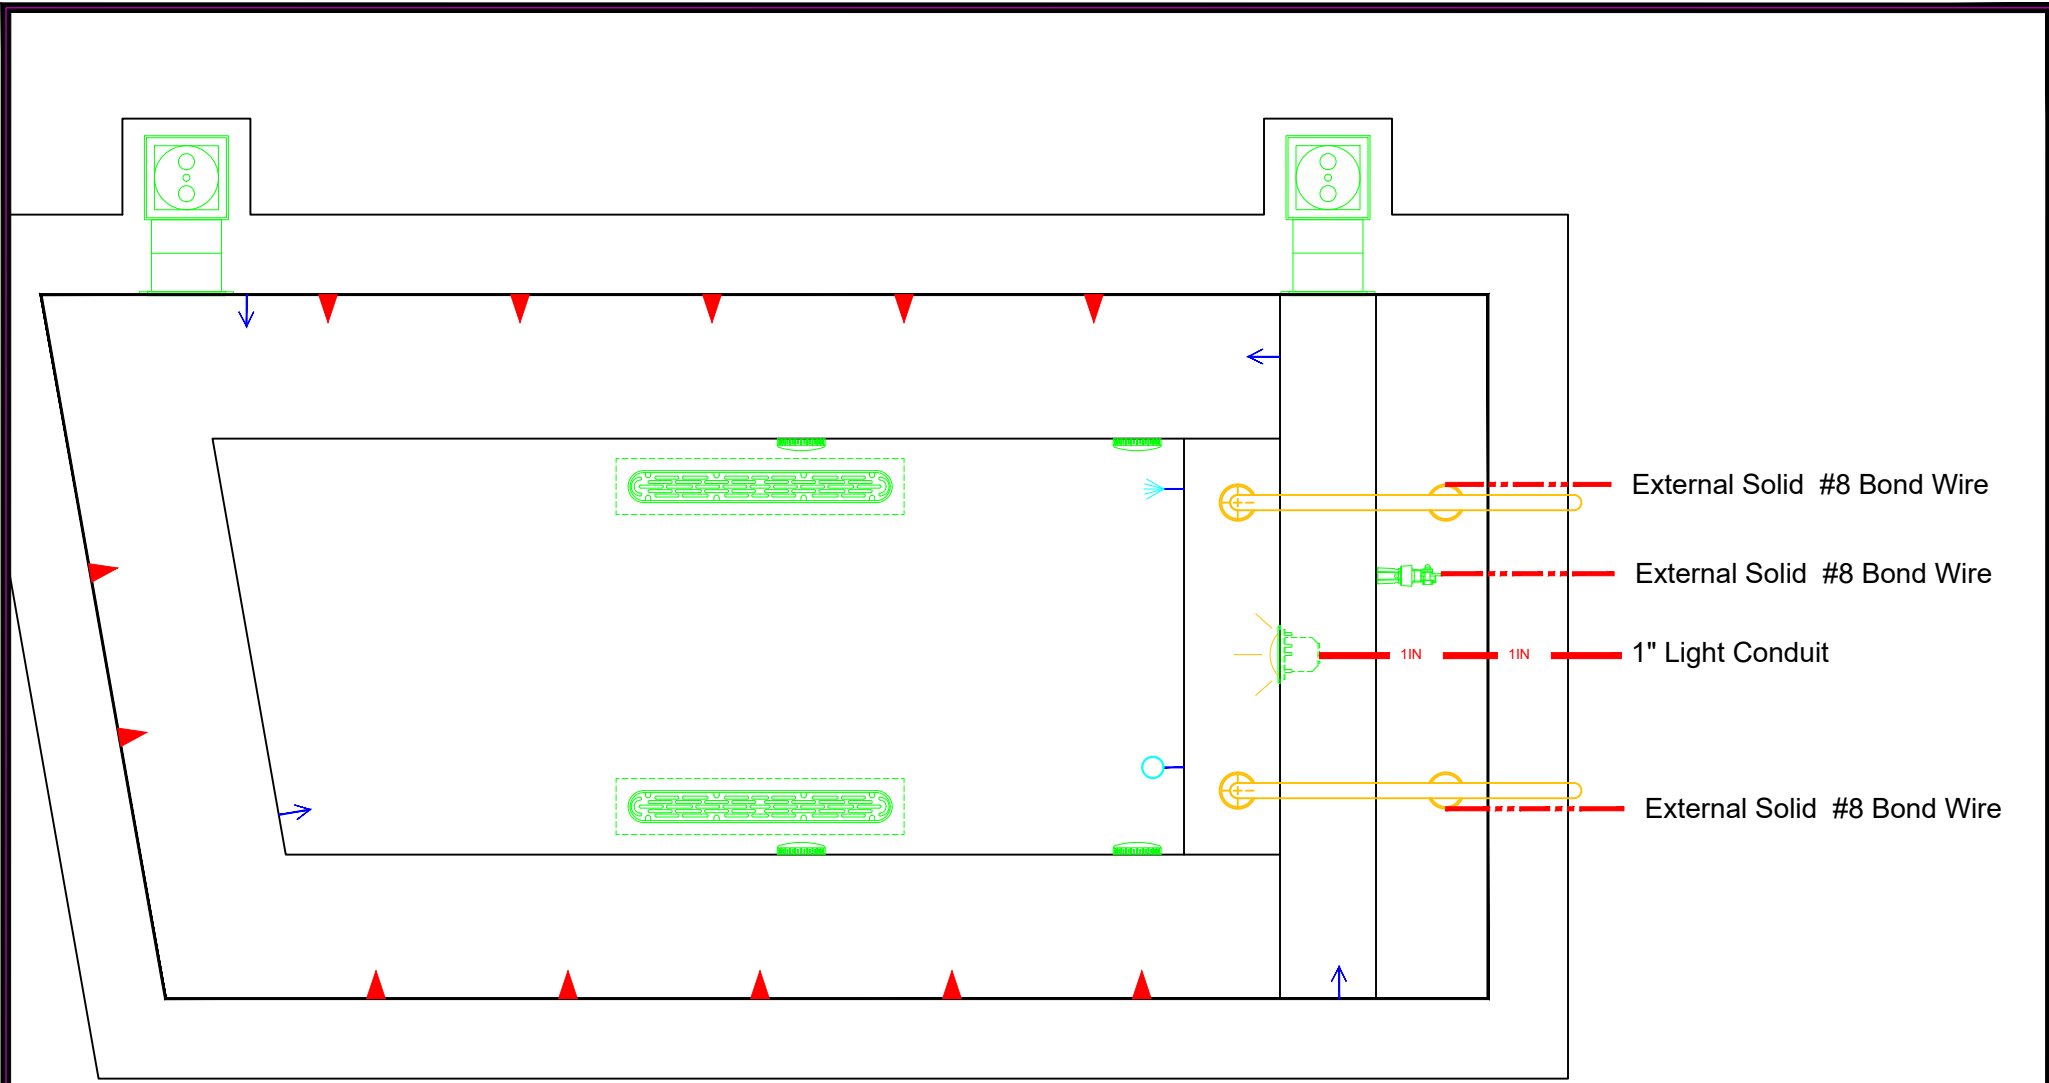 External Solid  #8 Bond Wire
External Solid  #8 Bond Wire
1IN 1IN 1" Light Conduit
External Solid  #8 Bond Wire